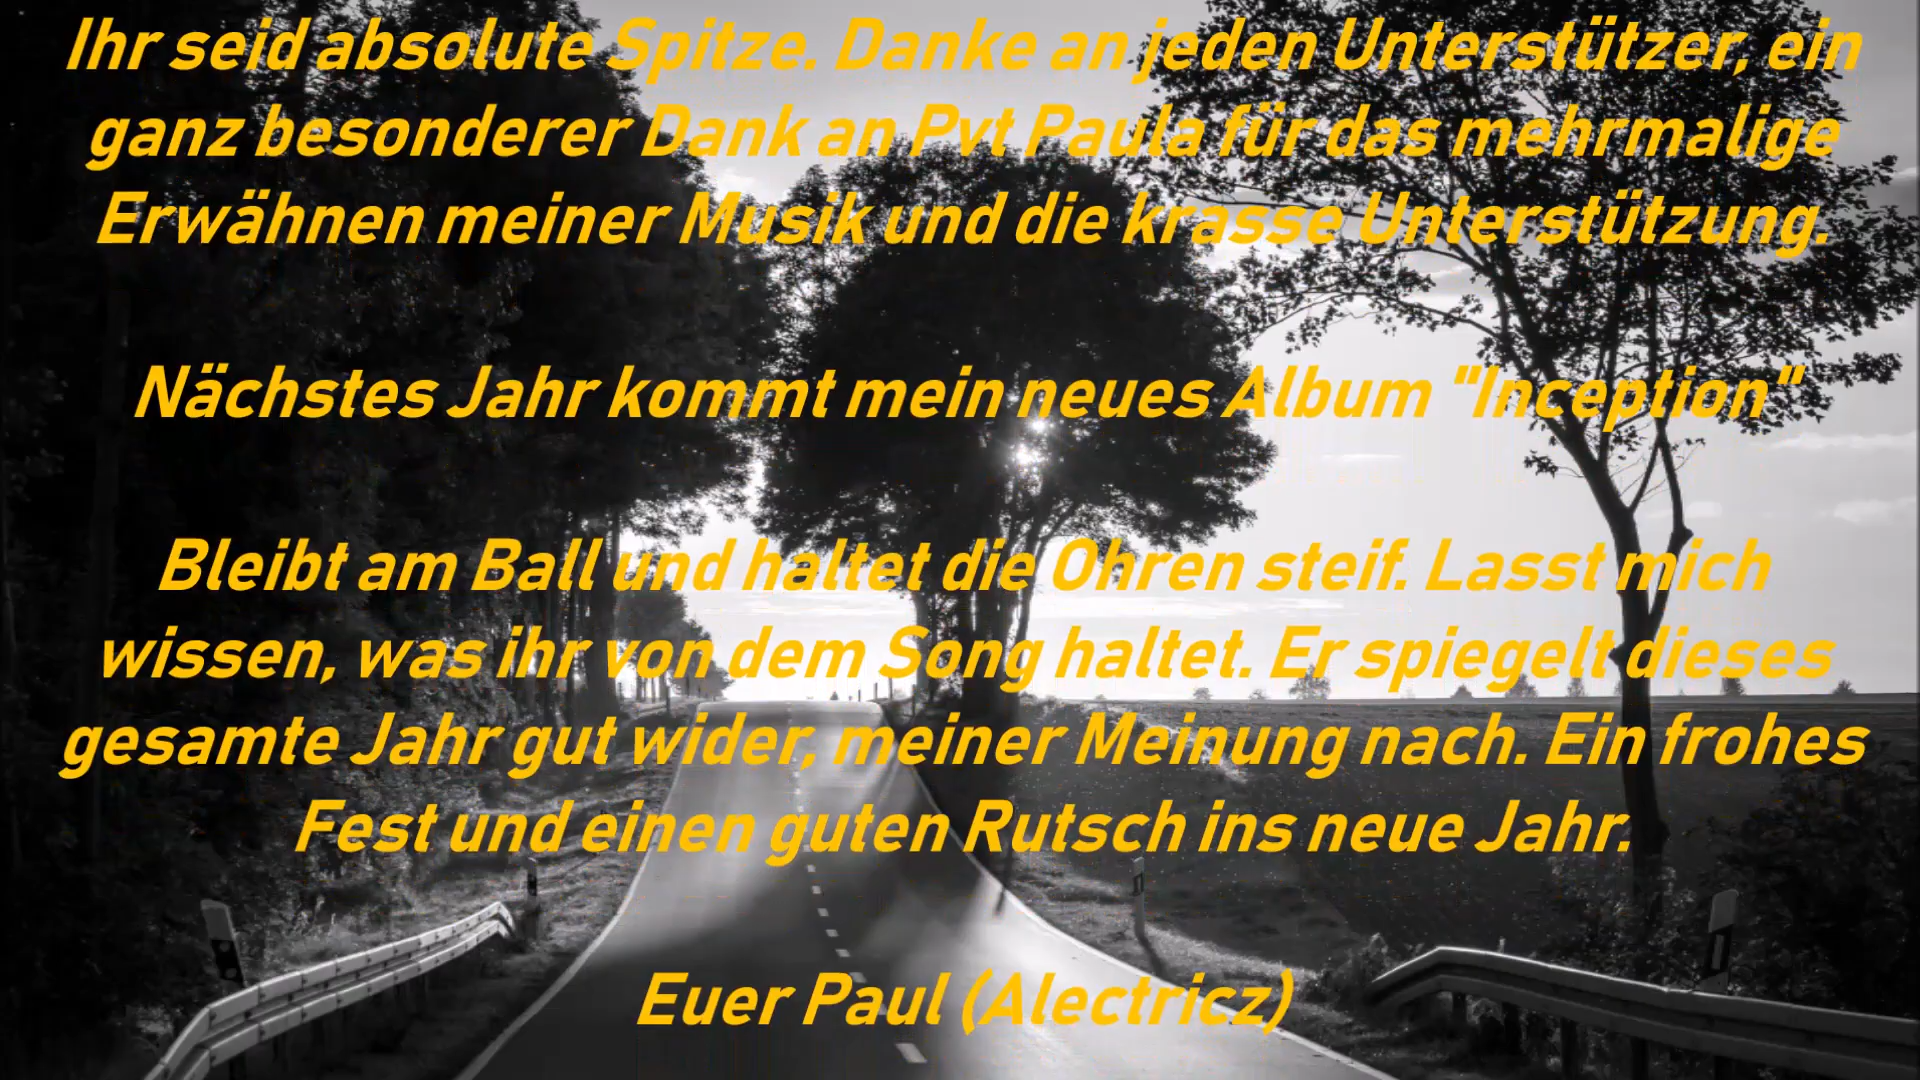 Ihr seid absolute Spitze. Danke an jeden Unterstützer, ein
ganz besonderer Dank an Pvt Paula für das mehrmalige
Erwähnen meiner Musik und die krasse Unterstützung.
Nächstes Jahr kommt mein neues Album "Inception"
Bleibt am Ball und haltet die Ohren steif. Lasst mich
wissen, was ihr von dem Song haltet. Er spiegelt dieses
gesamte Jahr gut wider, meiner Meinung nach. Ein frohes
Fest und einen guten Rutsch ins neue Jahr.
Euer Paul (Alectricz)